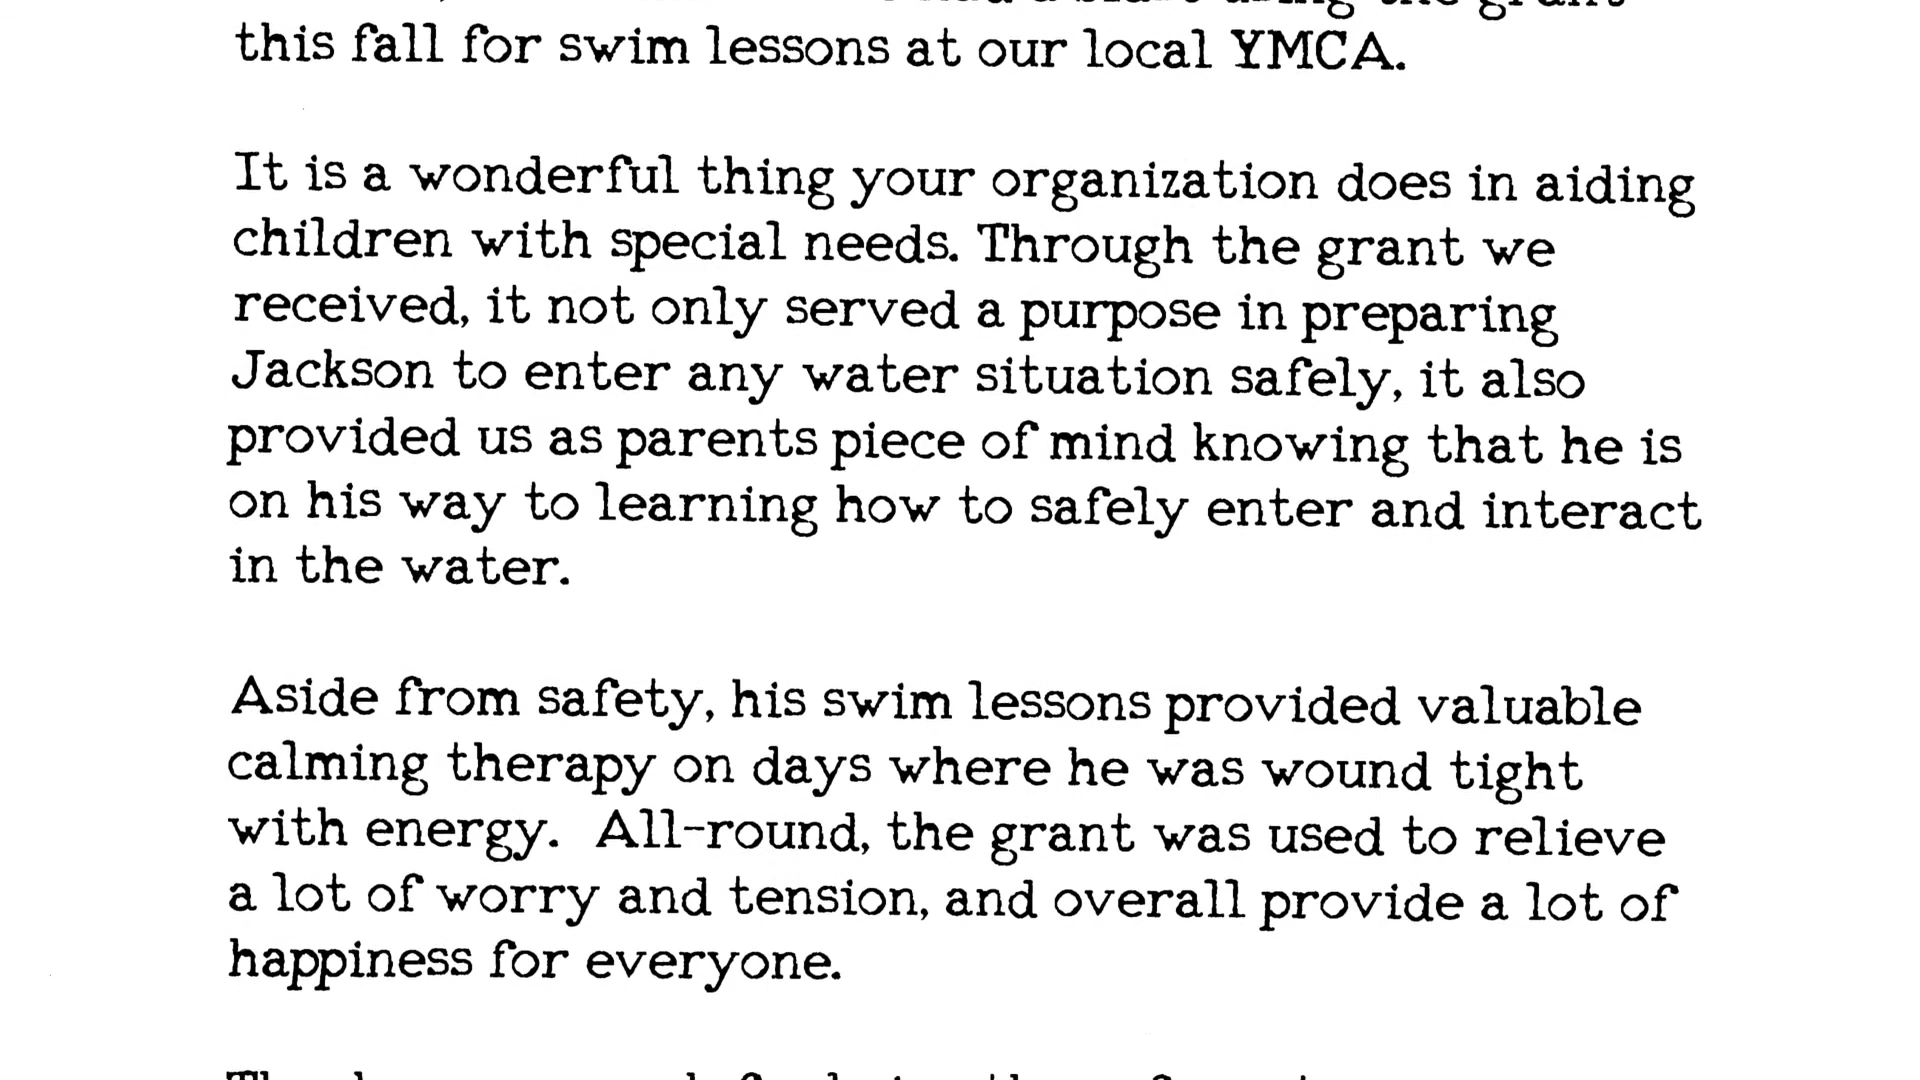 had a blast using the grant
this fall for swim lessons at our local YMCA.
It is a wonderful thing your organization does in aiding
children with special needs. Through the grant we
received, it not only served a purpose in preparing
Jackson to enter any water situation safely, it also
provided us as parents piece of mind knowing that he is
on his way to learning how to safely enter and interact
in the water.
Aside from safety, his swim lessons provided valuable
calming therapy on days where he was wound tight
with energy.  All-round, the grant was used to relieve
a lot of worry and tension, and overall provide a lot of
happiness for everyone.